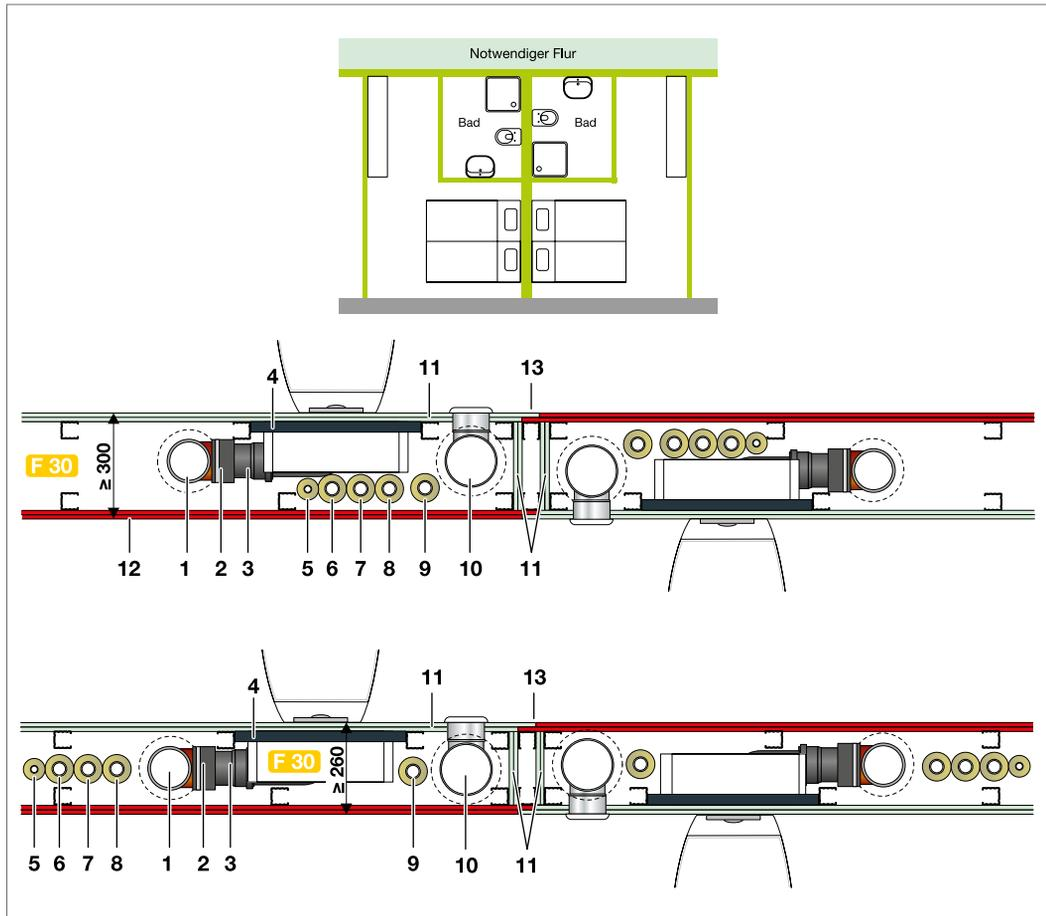 Notwendiger Flur
Bad Bad
4 11 13
F 30 ≥ 300
12 1 2 3 5 6 7 8 9 10 11
4 11 13
F 30 ≥ 260
5 6 7 8 1 2 3 9 10 11